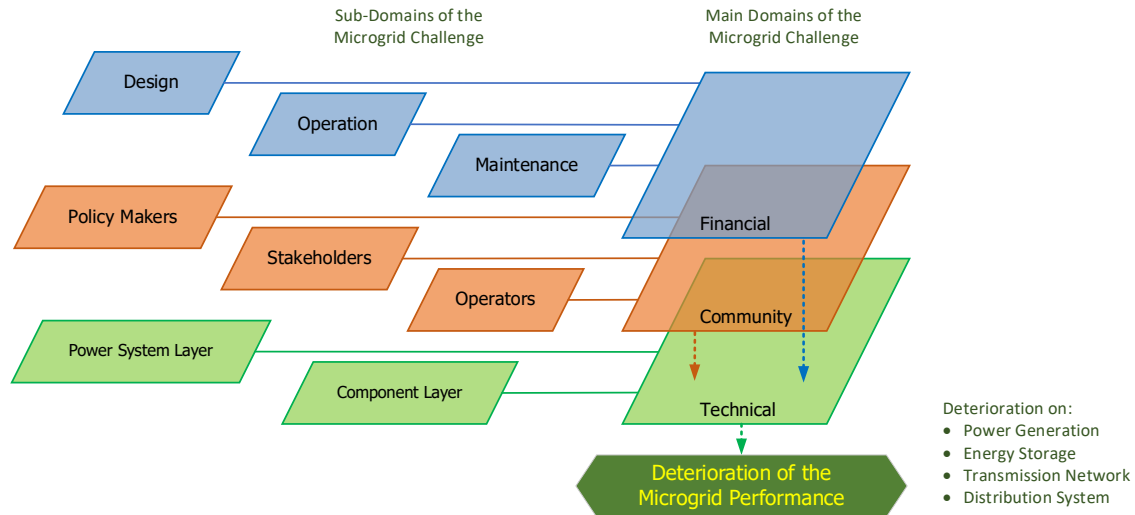 Sub-Domains of the
Microgrid Challenge
Main Domains of the
Microgrid Challenge
Design
Operation
Maintenance
Financial
Policy Makers
Stakeholders
Operators
Community
Power System Layer
Component Layer
Technical
Deterioration of the
Microgrid Performance
Deterioration on:
• Power Generation
• Energy Storage
• Transmission Network
• Distribution System